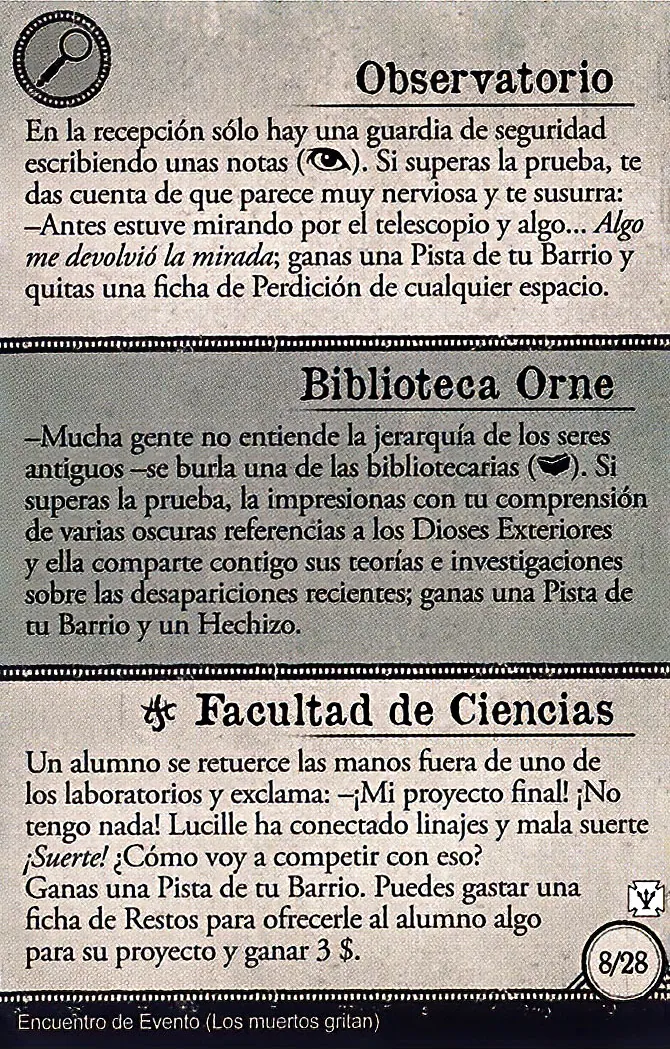 Observatorio
En la recepción sólo hay una guardia de seguridad
escribiendo unas notas (). Si superas la prueba, te
das cuenta de que parece muy nerviosa y te susurra:
–Antes estuve mirando por el telescopio y algo... Algo
me devolvió la mirada; ganas una Pista de tu Barrio y
quitas una ficha de Perdición de cualquier espacio.
Biblioteca Orne
–Mucha gente no entiende la jerarquía de los seres
antiguos –se burla una de las bibliotecarias (). Si
superas la prueba, la impresionas con tu comprensión
de varias oscuras referencias a los Dioses Exteriores
y ella comparte contigo sus teorías e investigaciones
sobre las desapariciones recientes; ganas una Pista de
tu Barrio y un Hechizo.
Facultad de Ciencias
Un alumno se retuerce las manos fuera de uno de
los laboratorios y exclama: –¡Mi proyecto final! ¡No
tengo nada! Lucille ha conectado linajes y mala suerte
¡Suerte! ¿Cómo voy a competir con eso?
Ganas una Pista de tu Barrio. Puedes gastar una
ficha de Restos para ofrecerle al alumno algo
para su proyecto y ganar 3 $.
8/28
Encuentro de Evento (Los muertos gritan)